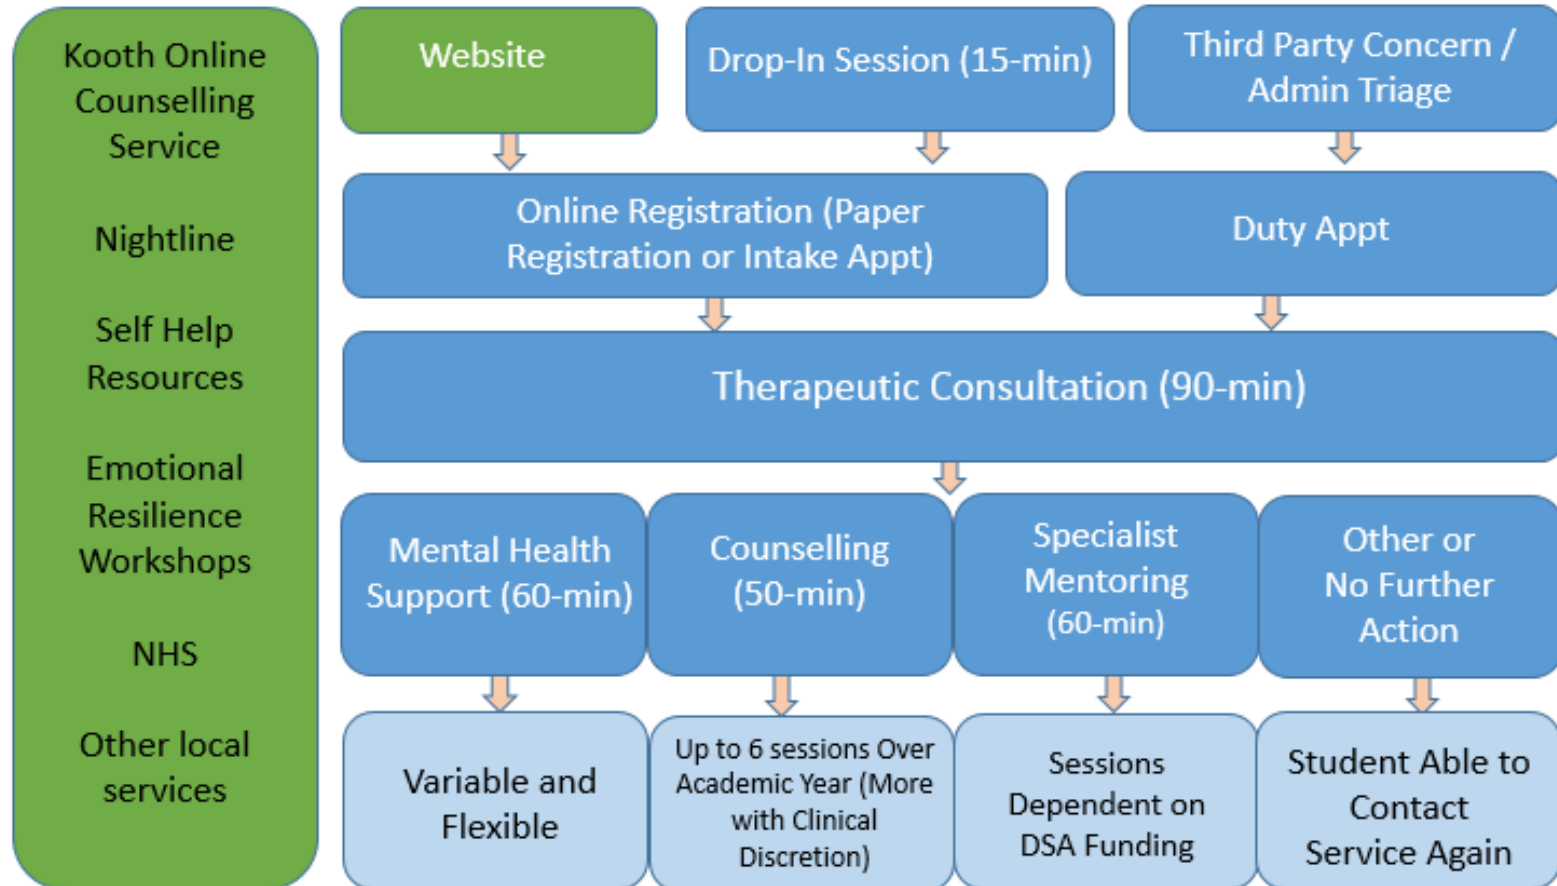 Kooth Online
Counselling
Service
Nightline
Self Help
Resources
Emotional
Resilience
Workshops
NHS
Other local
services
Website
Drop-In Session (15-min)
Third Party Concern /
Admin Triage
Online Registration (Paper
Registration or Intake Appt)
Duty Appt
Therapeutic Consultation (90-min)
Mental Health
Support (60-min)
Counselling
(50-min)
Specialist
Mentoring
(60-min)
Other or
No Further
Action
Variable and
Flexible
Up to 6 sessions Over
Academic Year (More
with Clinical
Discretion)
Sessions
Dependent on
DSA Funding
Student Able to
Contact
Service Again